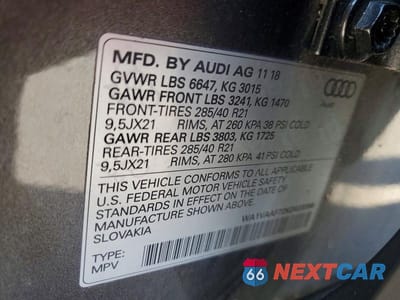 MFD. BY AUDI AG 11 18
GVWR LBS 6647, KG 3015
GAWR FRONT LBS 3241, KG 1470
FRONT-TIRES 285/40 R21
9,5JX21 RIMS, AT 260 KPA 38 PSI COLD
GAWR REAR LBS 3803, KG 1725
REAR-TIRES 285/40 R21
9,5JX21 RIMS, AT 280 KPA 41 PSI COLD
THIS VEHICLE CONFORMS TO ALL APPLICABLE
U.S. FEDERAL MOTOR VEHICLE SAFETY
STANDARDS IN EFFECT ON THE DATE OF
MANUFACTURE SHOWN ABOVE
SLOVAKIA
TYPE:
MPV
Audi
66 NEXTCAR